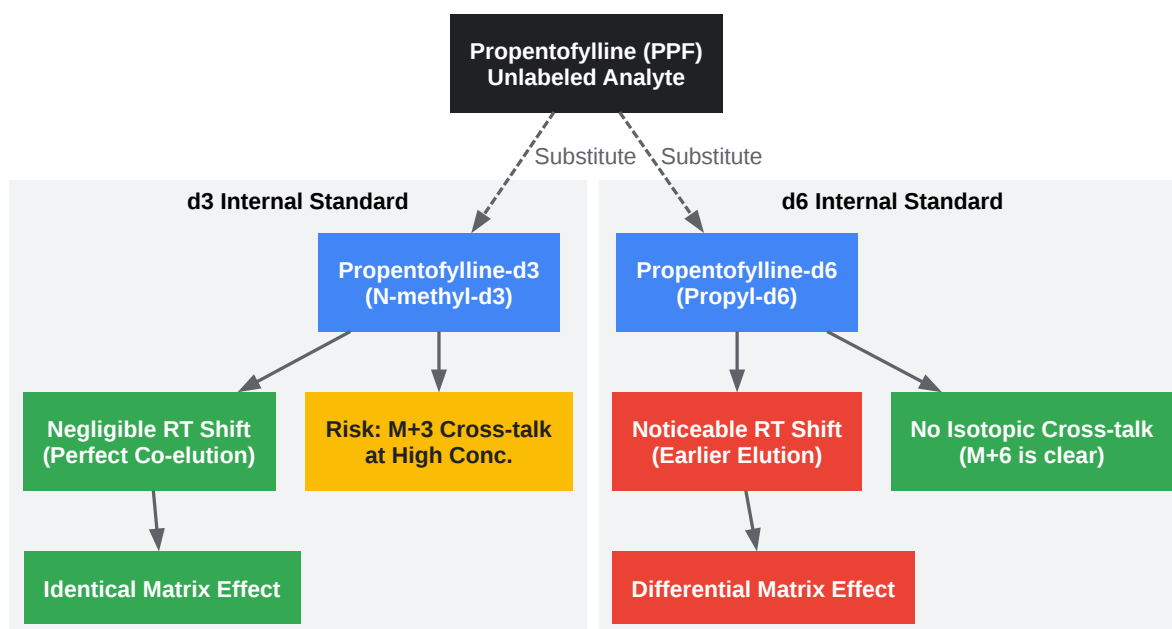 Propentofylline (PPF)
Unlabeled Analyte
Substitute
Substitute
d3 Internal Standard
Propentofylline-d3
(N-methyl-d3)
Negligible RT Shift
(Perfect Co-elution)
Risk: M+3 Cross-talk
at High Conc.
Identical Matrix Effect
d6 Internal Standard
Propentofylline-d6
(Propyl-d6)
Noticeable RT Shift
(Earlier Elution)
No Isotopic Cross-talk
(M+6 is clear)
Differential Matrix Effect